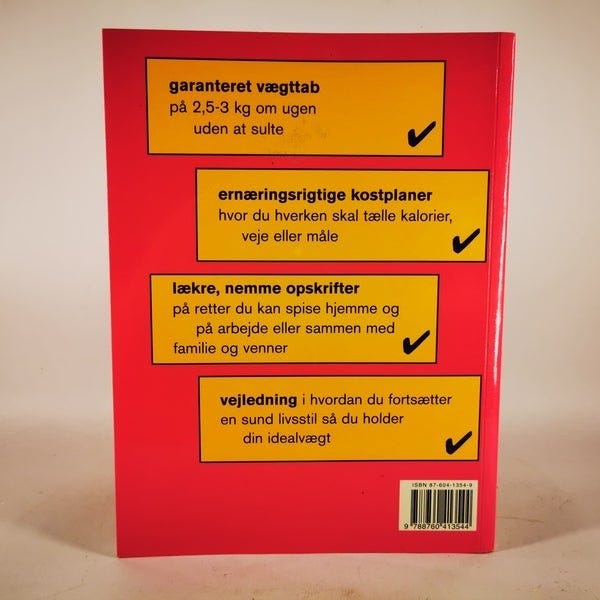 garanteret vægttab
på 2,5-3 kg om ugen
uden at sulte
ernæringsrigtige kostplaner
hvor du hverken skal tælle kalorier,
veje eller måle
lækre, nemme opskrifter
på retter du kan spise hjemme og
på arbejde eller sammen med
familie og venner
vejledning i hvordan du fortsætter
en sund livsstil så du holder
din idealvægt
ISBN 87-604-1354-9
9 788760 413544